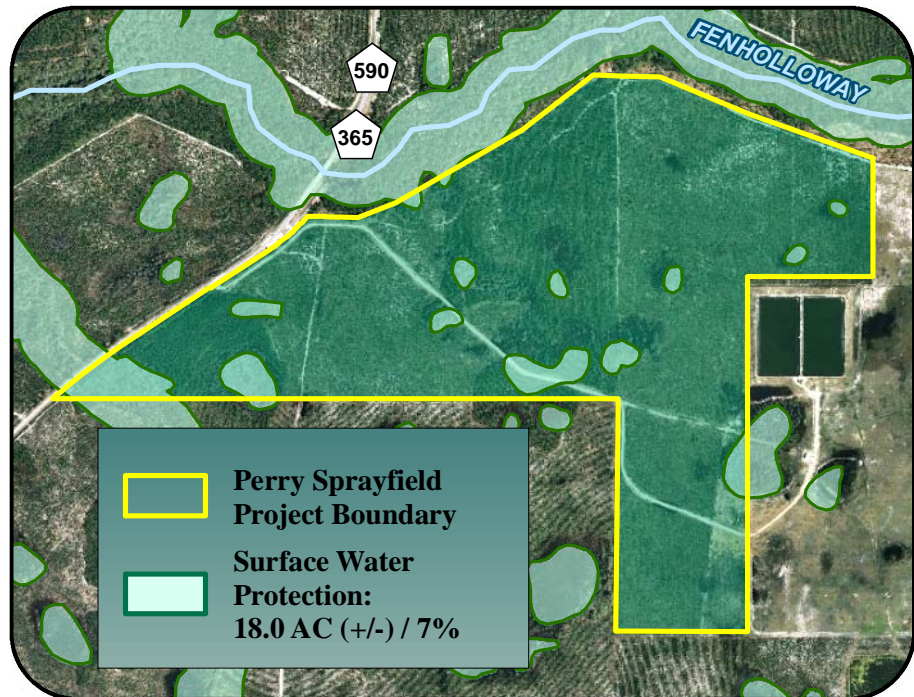 590
365
FENHOLLOWAY
Perry Sprayfield
Project Boundary
Surface Water
Protection:
18.0 AC (+/-) / 7%